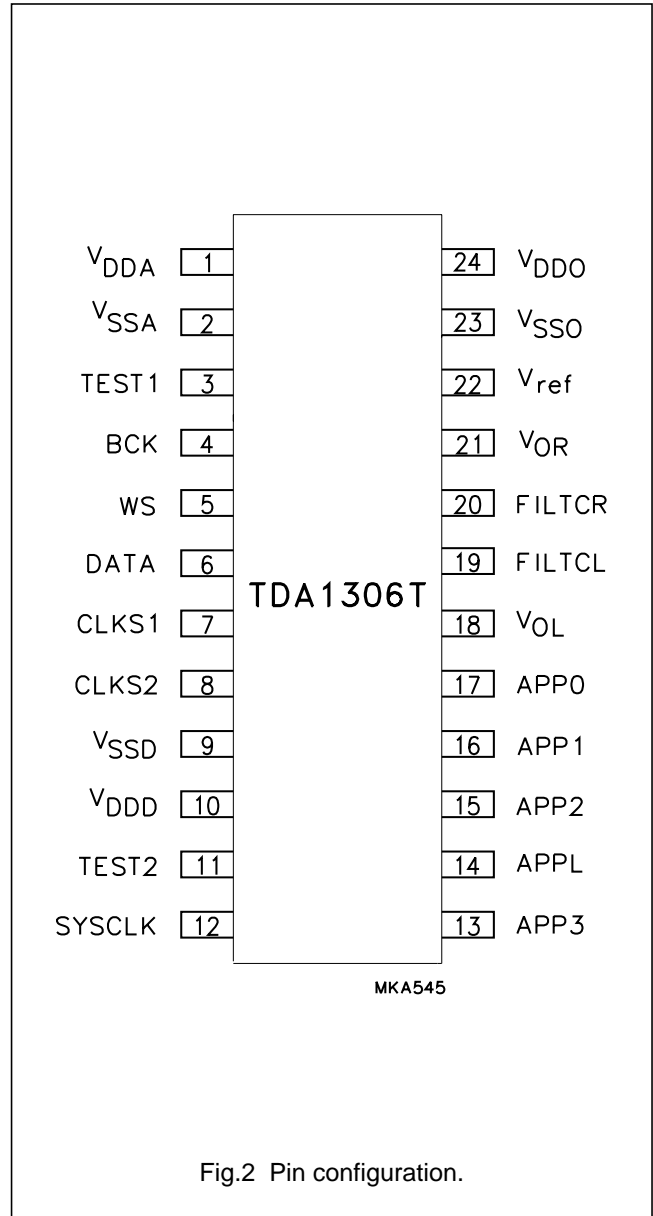 VDDA 1 24 VDDO
VSSA 2 23 VSSO
TEST1 3 22 Vref
BCK 4 21 VOR
WS 5 20 FILTCR
DATA 6 19 FILTCL
TDA1306T
CLKS1 7 18 VOL
CLKS2 8 17 APP0
VSSD 9 16 APP1
VDDD 10 15 APP2
TEST2 11 14 APPL
SYSCLK 12 13 APP3
MKA545
Fig.2 Pin configuration.